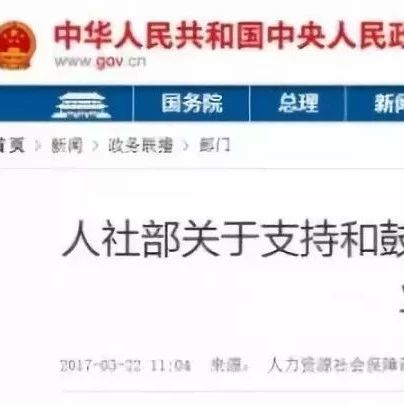 中华人民共和国中央人民政
www.gov.cn
国务院 总理 新闻
首页 > 新闻 > 政务联播 > 部门
人社部关于支持和鼓
2017-03-22 11:04 来源： 人力资源社会保障